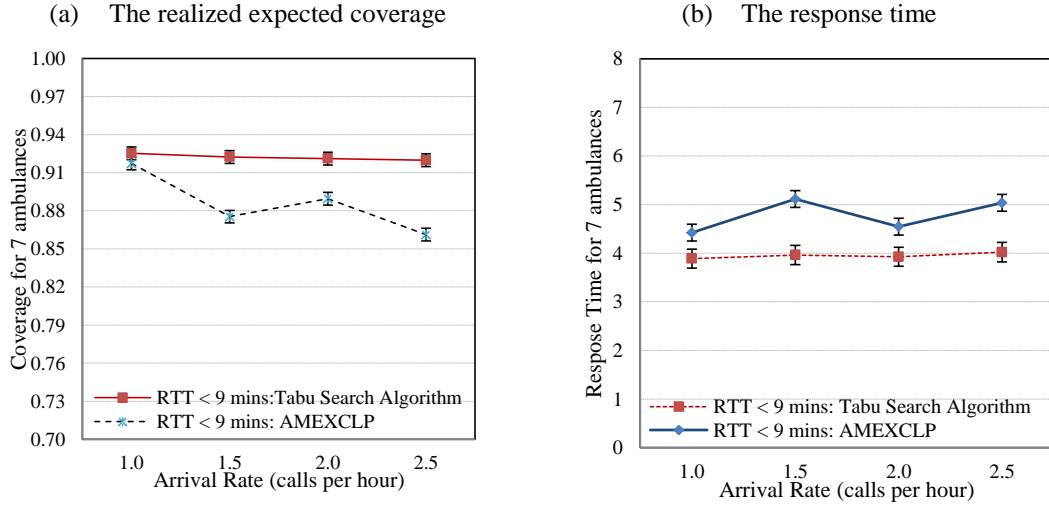 (a) The realized expected coverage
Coverage for 7 ambulances
1.00
0.97
0.94
0.91
0.88
0.85
0.82
0.79
0.76
0.73
0.70
RTT < 9 mins:Tabu Search Algorithm
RTT < 9 mins: AMEXCLP
1.0 1.5 2.0 2.5
Arrival Rate (calls per hour)
(b) The response time
Respose Time for 7 ambulances
8
7
6
5
4
3
2
1
0
RTT < 9 mins: Tabu Search Algorithm
RTT < 9 mins: AMEXCLP
1.0 1.5 2.0 2.5
Arrival Rate (calls per hour)